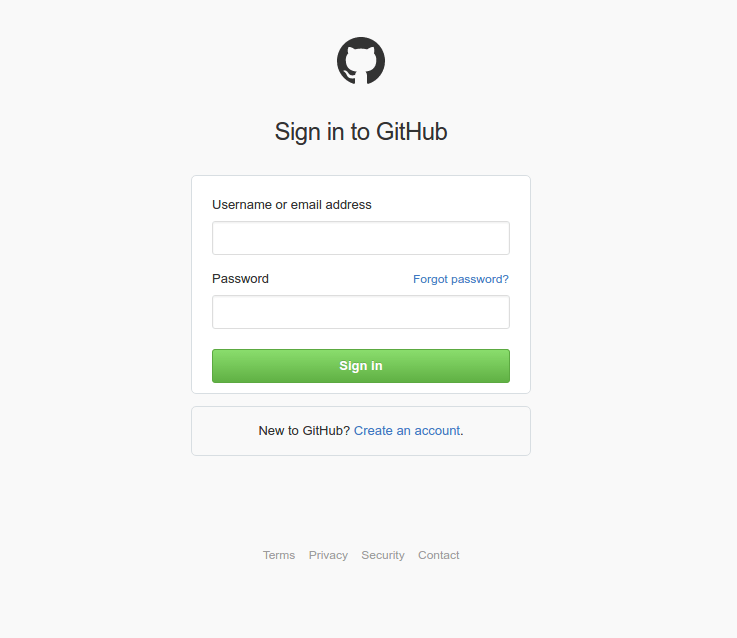 Sign in to GitHub
Username or email address
Password Forgot password?
Sign in
New to GitHub? Create an account.
Terms Privacy Security Contact